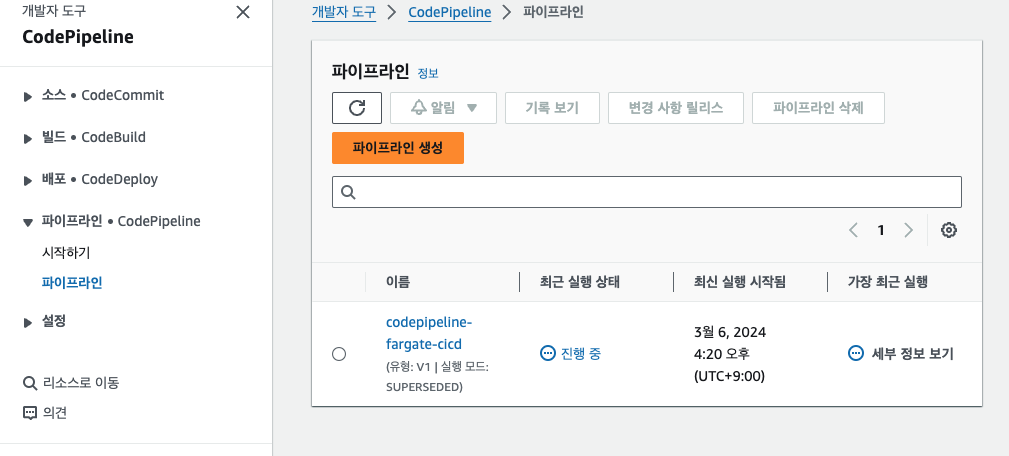 개발자 도구
CodePipeline
소스 • CodeCommit
빌드 • CodeBuild
배포 • CodeDeploy
파이프라인 • CodePipeline
시작하기
파이프라인
설정
리소스로 이동
의견
개발자 도구 CodePipeline 파이프라인
파이프라인 정보
알림 기록 보기 변경 사항 릴리스 파이프라인 삭제
파이프라인 생성
1
이름 최근 실행 상태 최신 실행 시작됨 가장 최근 실행
codepipeline-
fargate-cicd
(유형: V1 | 실행 모드:
SUPERSEDED)
진행 중
3월 6, 2024
4:20 오후
(UTC+9:00)
세부 정보 보기